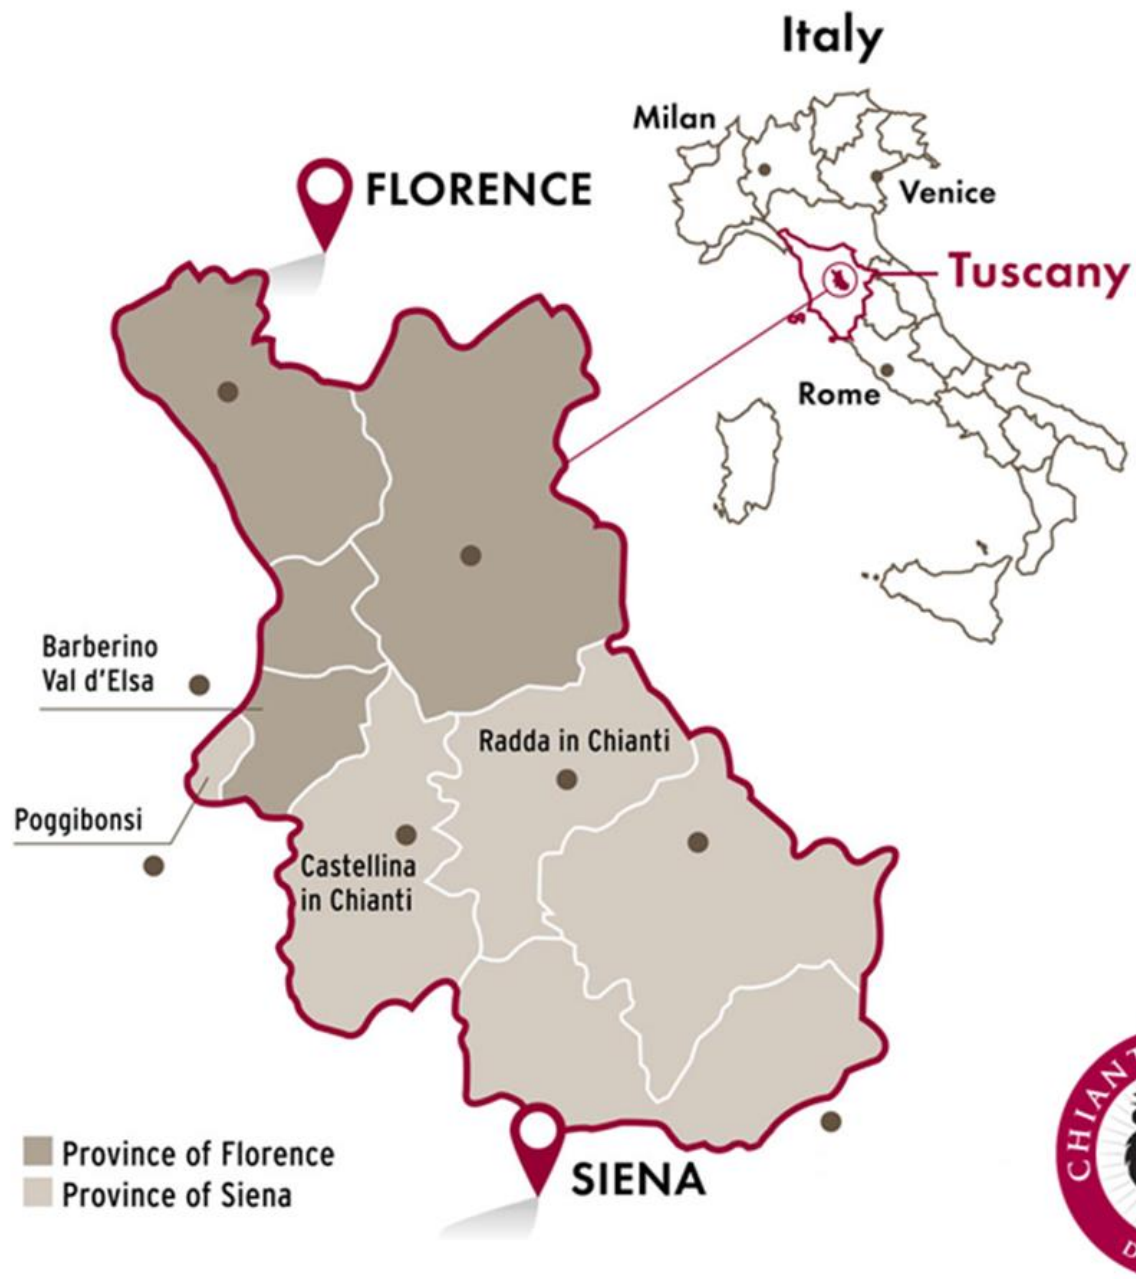 Italy
Milan
Venice
Tuscany
Rome
FLORENCE
Barberino
Val d'Elsa
Radda in Chianti
Poggibonsi
Castellina
in Chianti
Province of Florence
Province of Siena
SIENA